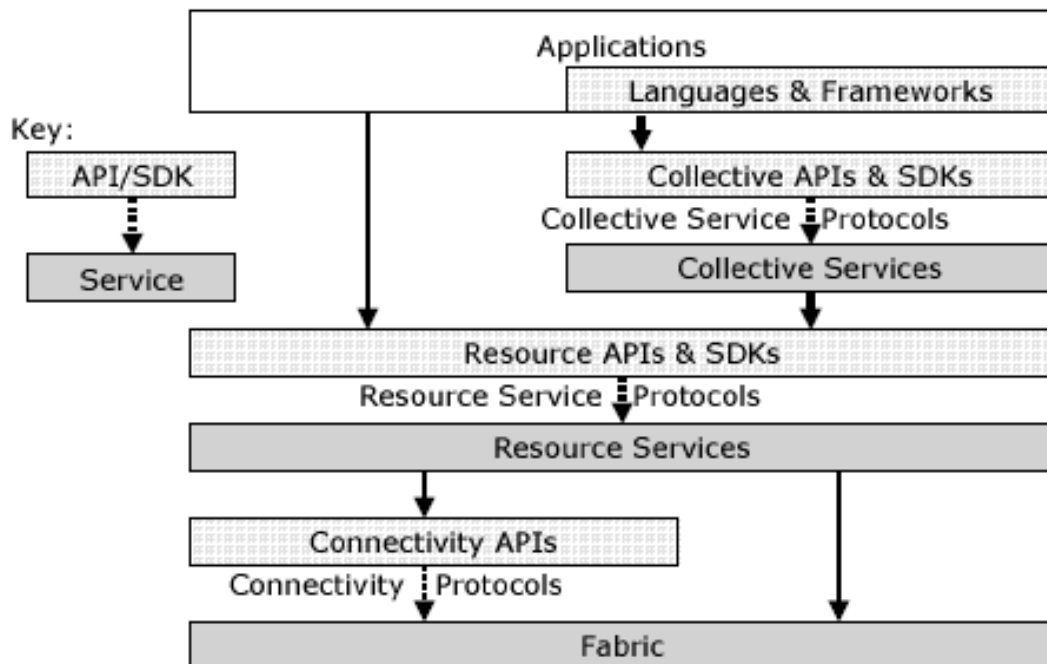 Applications
Languages & Frameworks
Key:
API/SDK
Collective APIs & SDKs
Collective Service Protocols
Service
Collective Services
Resource APIs & SDKs
Resource Service Protocols
Resource Services
Connectivity APIs
Connectivity Protocols
Fabric